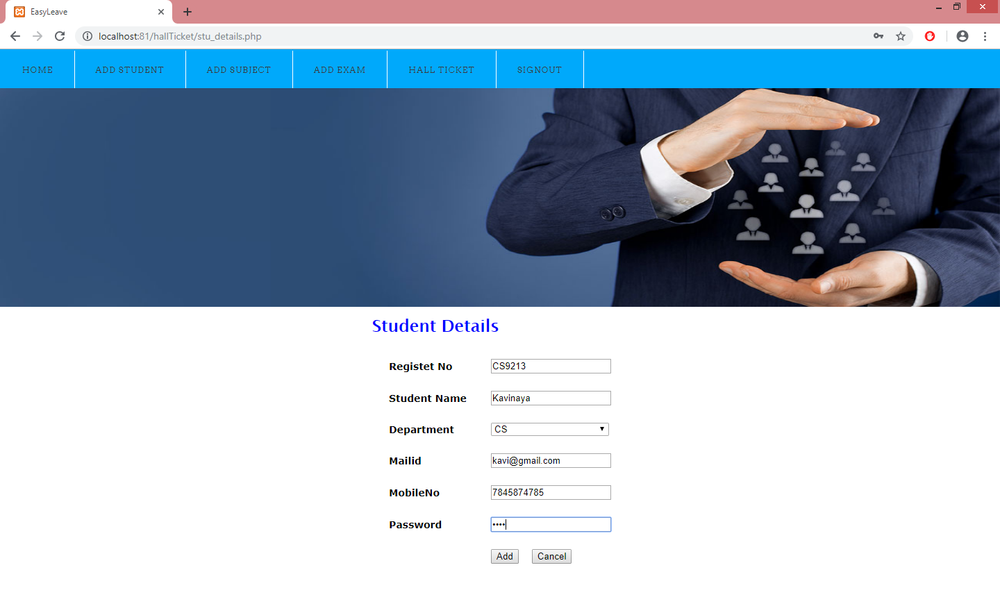 EasyLeave
localhost:81/hallTicket/stu_details.php
HOME ADD STUDENT ADD SUBJECT ADD EXAM HALL TICKET SIGNOUT
Student Details
Registet No CS9213
Student Name Kavinaya
Department CS
Mailid kavi@gmail.com
MobileNo 7845874785
Password ••••
Add Cancel